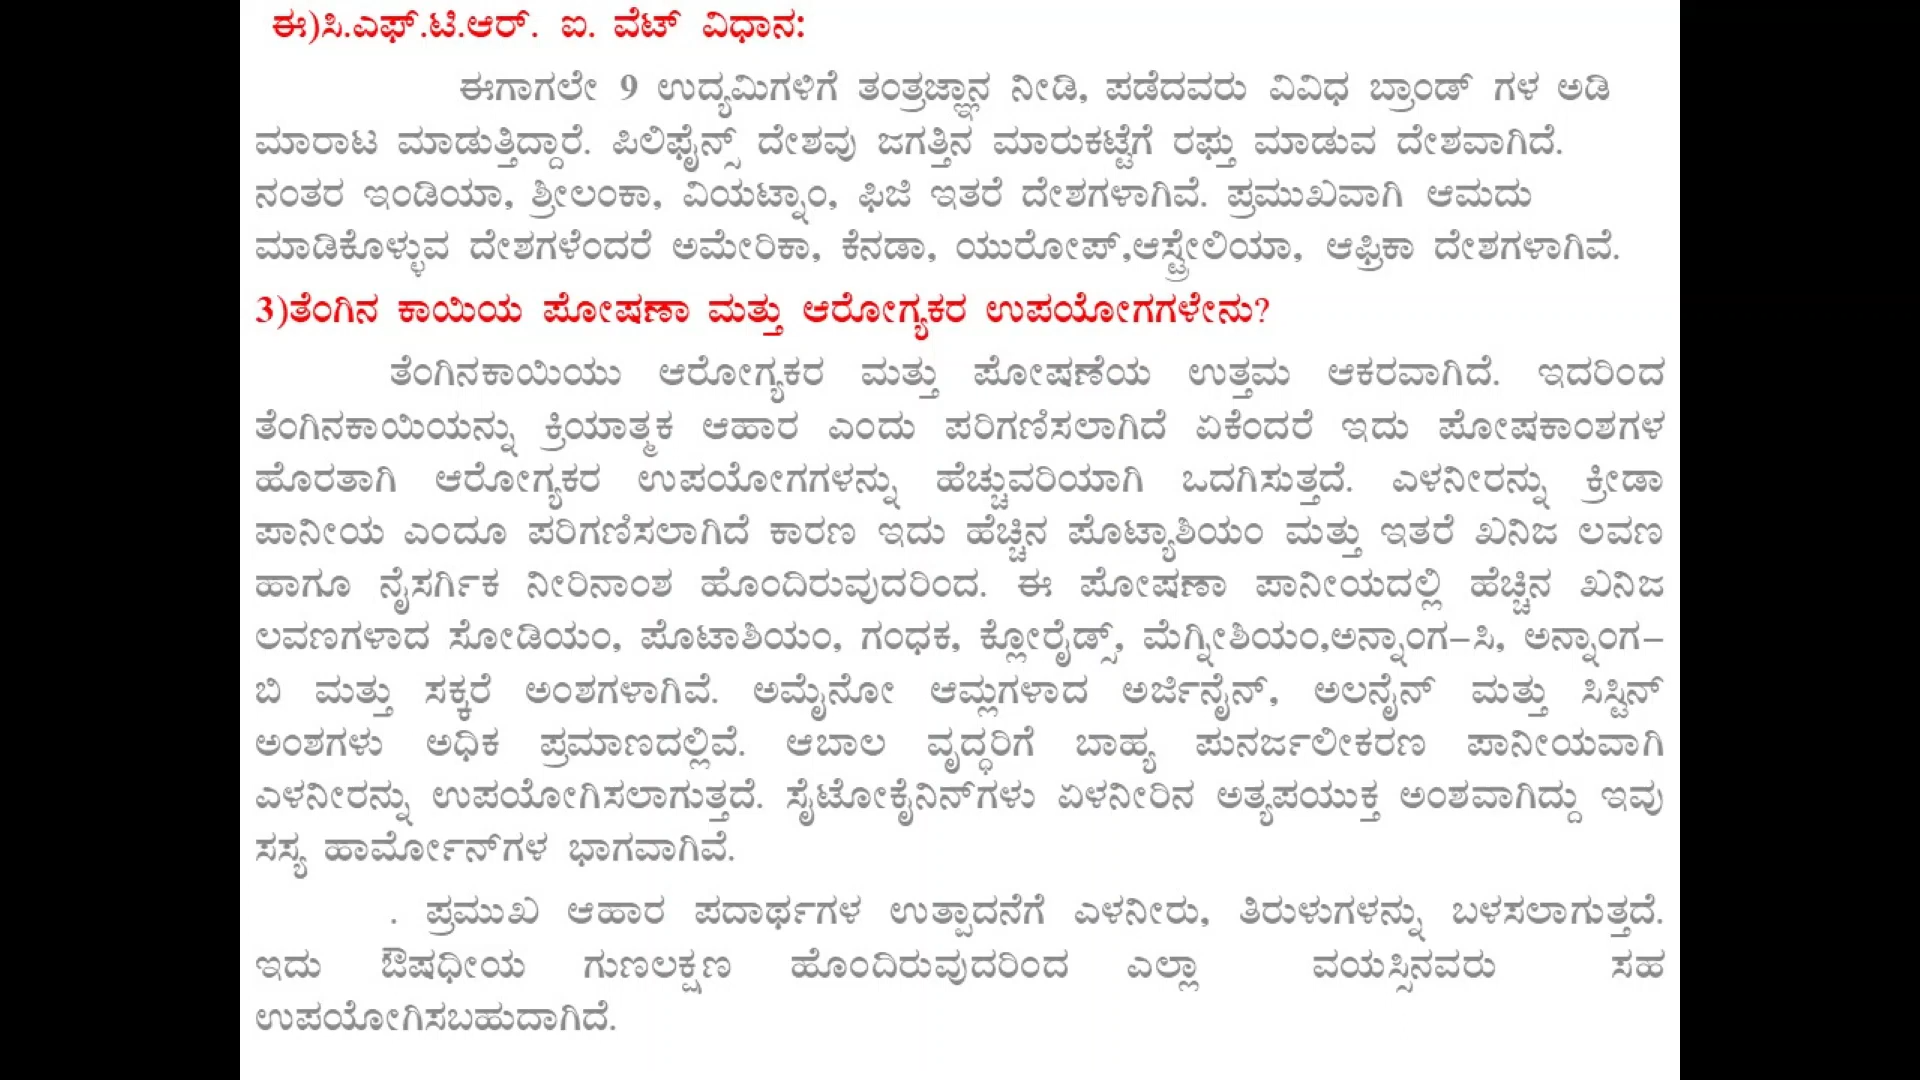 ಈ)ಸಿ.ಎಫ್.ಟಿ.ಆರ್. ಐ. ವೆಟ್ ವಿಧಾನ:
ಈಗಾಗಲೇ 9 ಉದ್ಯಮಿಗಳಿಗೆ ತಂತ್ರಜ್ಞಾನ ನೀಡಿ, ಪಡೆದವರು ವಿವಿಧ ಬ್ರಾಂಡ್ ಗಳ ಅಡಿ
ಮಾರಾಟ ಮಾಡುತ್ತಿದ್ದಾರೆ. ಪಿಲಿಫೈನ್ಸ್ ದೇಶವು ಜಗತ್ತಿನ ಮಾರುಕಟ್ಟೆಗೆ ರಫ್ತು ಮಾಡುವ ದೇಶವಾಗಿದೆ.
ನಂತರ ಇಂಡಿಯಾ, ಶ್ರೀಲಂಕಾ, ವಿಯಟ್ನಾಂ, ಫಿಜಿ ಇತರೆ ದೇಶಗಳಾಗಿವೆ. ಪ್ರಮುಖವಾಗಿ ಆಮದು
ಮಾಡಿಕೊಳ್ಳುವ ದೇಶಗಳೆಂದರೆ ಅಮೇರಿಕಾ, ಕೆನಡಾ, ಯುರೋಪ್,ಆಸ್ಟ್ರೇಲಿಯಾ, ಆಫ್ರಿಕಾ ದೇಶಗಳಾಗಿವೆ.
3)ತೆಂಗಿನ ಕಾಯಿಯ ಪೋಷಣಾ ಮತ್ತು ಆರೋಗ್ಯಕರ ಉಪಯೋಗಗಳೇನು?
ತೆಂಗಿನಕಾಯಿಯು ಆರೋಗ್ಯಕರ ಮತ್ತು ಪೋಷಣೆಯ ಉತ್ತಮ ಆಕರವಾಗಿದೆ. ಇದರಿಂದ
ತೆಂಗಿನಕಾಯಿಯನ್ನು ಕ್ರಿಯಾತ್ಮಕ ಆಹಾರ ಎಂದು ಪರಿಗಣಿಸಲಾಗಿದೆ ಏಕೆಂದರೆ ಇದು ಪೋಷಕಾಂಶಗಳ
ಹೊರತಾಗಿ ಆರೋಗ್ಯಕರ ಉಪಯೋಗಗಳನ್ನು ಹೆಚ್ಚುವರಿಯಾಗಿ ಒದಗಿಸುತ್ತದೆ. ಎಳನೀರನ್ನು ಕ್ರೀಡಾ
ಪಾನೀಯ ಎಂದೂ ಪರಿಗಣಿಸಲಾಗಿದೆ ಕಾರಣ ಇದು ಹೆಚ್ಚಿನ ಪೊಟ್ಯಾಶಿಯಂ ಮತ್ತು ಇತರೆ ಖನಿಜ ಲವಣ
ಹಾಗೂ ನೈಸರ್ಗಿಕ ನೀರಿನಾಂಶ ಹೊಂದಿರುವುದರಿಂದ. ಈ ಪೋಷಣಾ ಪಾನೀಯದಲ್ಲಿ ಹೆಚ್ಚಿನ ಖನಿಜ
ಲವಣಗಳಾದ ಸೋಡಿಯಂ, ಪೊಟಾಶಿಯಂ, ಗಂಧಕ, ಕ್ಲೋರೈಡ್ಸ್, ಮೆಗ್ನೀಶಿಯಂ,ಅನ್ನಾಂಗ–ಸಿ, ಅನ್ನಾಂಗ–
ಬಿ ಮತ್ತು ಸಕ್ಕರೆ ಅಂಶಗಳಾಗಿವೆ. ಅಮೈನೋ ಆಮ್ಲಗಳಾದ ಅರ್ಜಿನೈನ್, ಅಲನೈನ್ ಮತ್ತು ಸಿಸ್ಟಿನ್
ಅಂಶಗಳು ಅಧಿಕ ಪ್ರಮಾಣದಲ್ಲಿವೆ. ಆಬಾಲ ವೃದ್ಧರಿಗೆ ಬಾಹ್ಯ ಪುನರ್ಜಲೀಕರಣ ಪಾನೀಯವಾಗಿ
ಎಳನೀರನ್ನು ಉಪಯೋಗಿಸಲಾಗುತ್ತದೆ. ಸೈಟೋಕೈನಿನ್‌ಗಳು ಏಳನೀರಿನ ಅತ್ಯಪಯುಕ್ತ ಅಂಶವಾಗಿದ್ದು ಇವು
ಸಸ್ಯ ಹಾರ್ಮೋನ್‌ಗಳ ಭಾಗವಾಗಿವೆ.
. ಪ್ರಮುಖ ಆಹಾರ ಪದಾರ್ಥಗಳ ಉತ್ಪಾದನೆಗೆ ಎಳನೀರು, ತಿರುಳುಗಳನ್ನು ಬಳಸಲಾಗುತ್ತದೆ.
ಇದು ಔಷಧೀಯ ಗುಣಲಕ್ಷಣ ಹೊಂದಿರುವುದರಿಂದ ಎಲ್ಲಾ ವಯಸ್ಸಿನವರು ಸಹ
ಉಪಯೋಗಿಸಬಹುದಾಗಿದೆ.